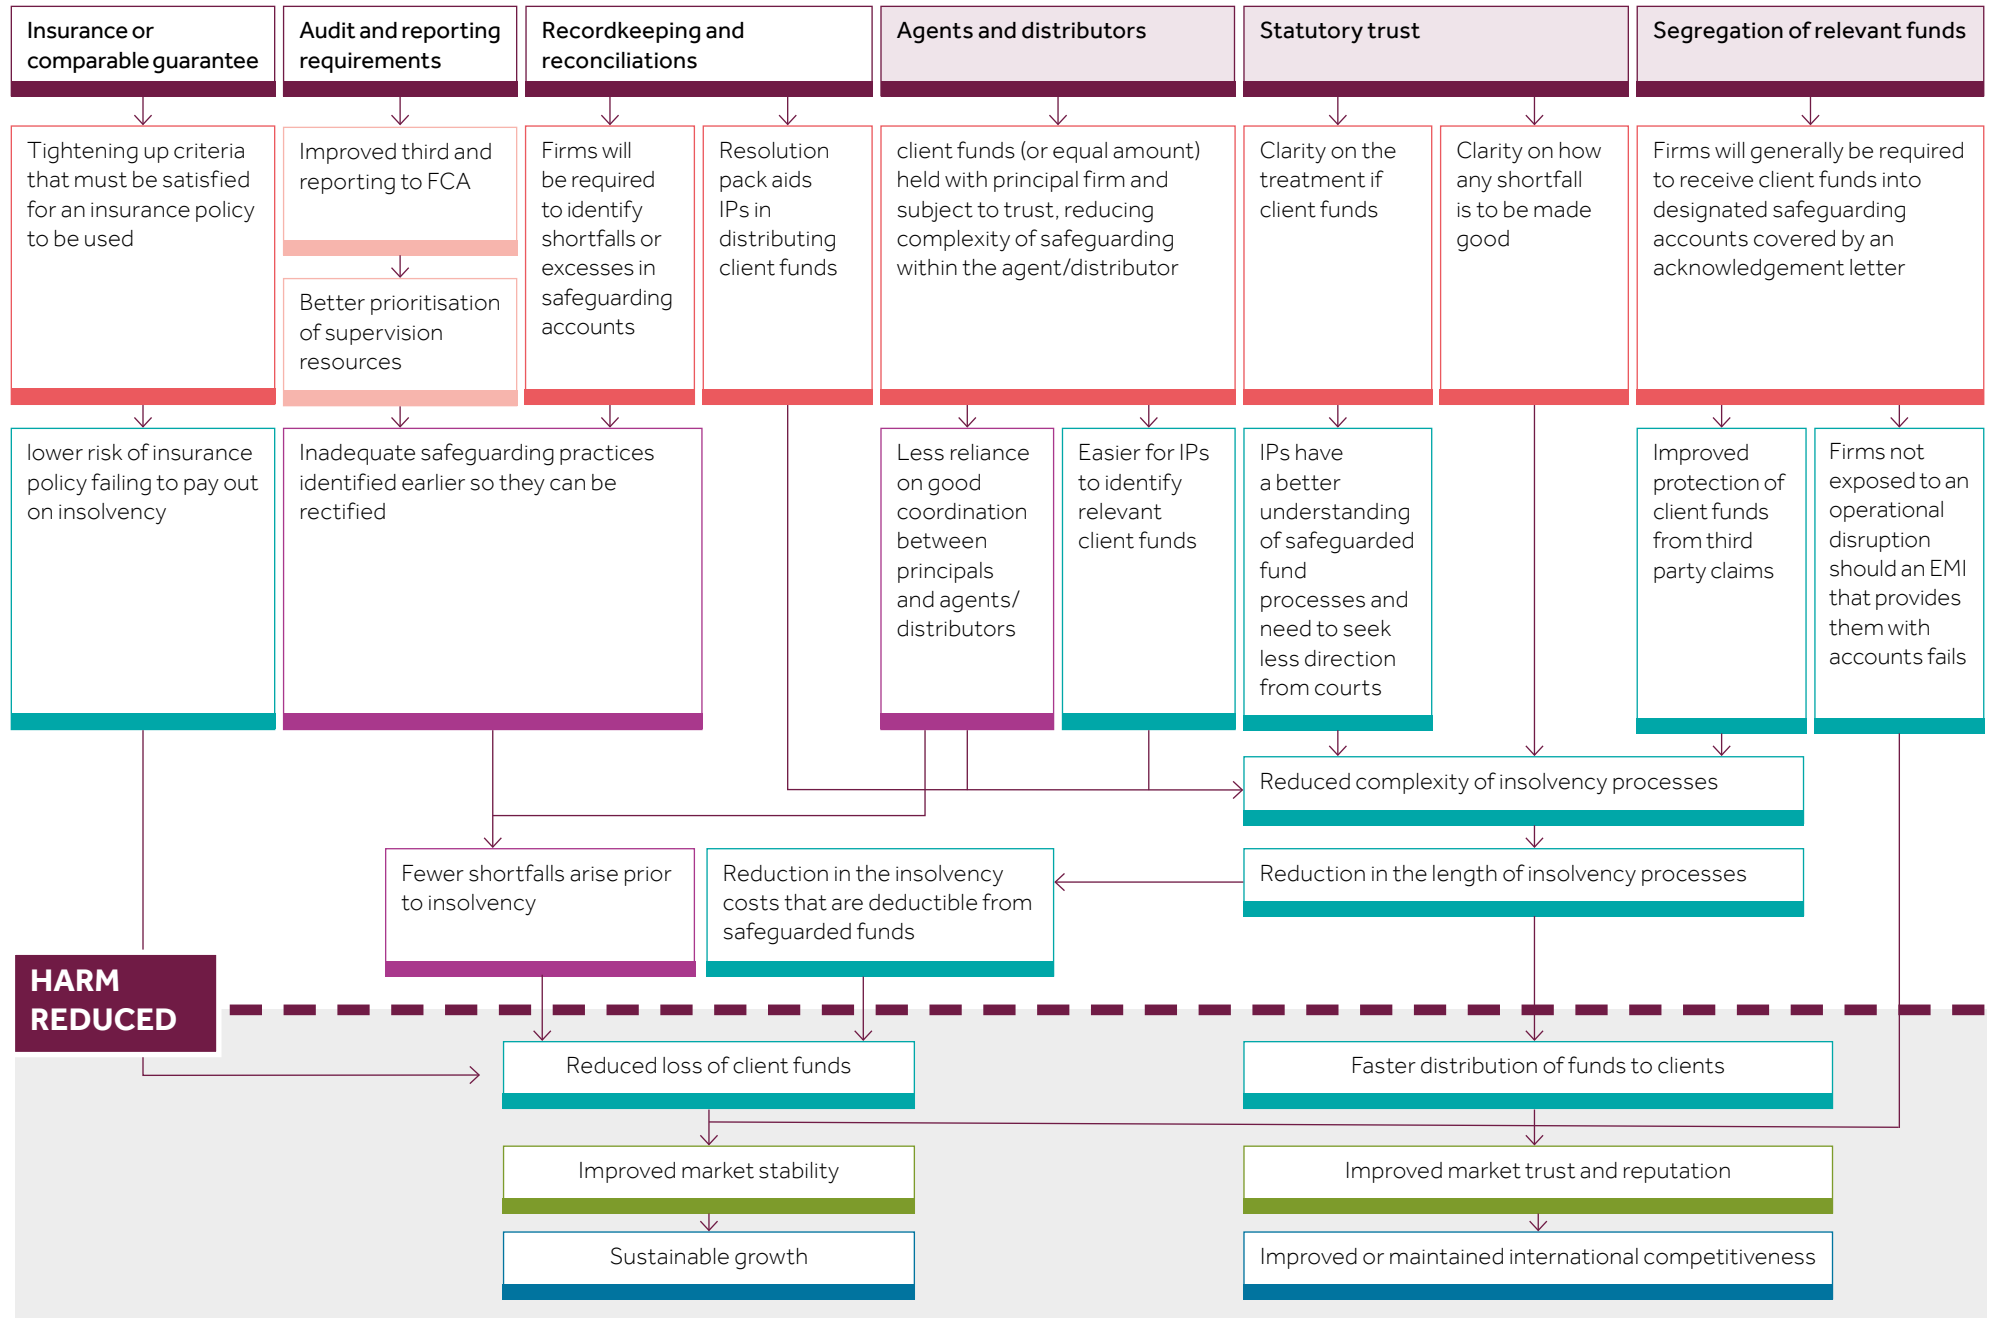 Insurance or
comparable guarantee
Audit and reporting
requirements
Recordkeeping and
reconciliations
Agents and distributors
Statutory trust
Segregation of relevant funds
Tightening up criteria
that must be satisfied
for an insurance policy
to be used
Improved third and
reporting to FCA
Better prioritisation
of supervision
resources
Firms will
be required
to identify
shortfalls or
excesses in
safeguarding
accounts
Resolution
pack aids
IPs in
distributing
client funds
client funds (or equal amount)
held with principal firm and
subject to trust, reducing
complexity of safeguarding
within the agent/distributor
Clarity on the
treatment if
client funds
Clarity on how
any shortfall
is to be made
good
Firms will generally be required
to receive client funds into
designated safeguarding
accounts covered by an
acknowledgement letter
lower risk of insurance
policy failing to pay out
on insolvency
Inadequate safeguarding practices
identified earlier so they can be
rectified
Less reliance
on good
coordination
between
principals
and agents/
distributors
Easier for IPs
to identify
relevant
client funds
IPs have
a better
understanding
of safeguarded
fund
processes and
need to seek
less direction
from courts
Improved
protection of
client funds
from third
party claims
Firms not
exposed to an
operational
disruption
should an EMI
that provides
them with
accounts fails
Reduced complexity of insolvency processes
Fewer shortfalls arise prior
to insolvency
Reduction in the insolvency
costs that are deductible from
safeguarded funds
Reduction in the length of insolvency processes
HARM
REDUCED
Reduced loss of client funds
Faster distribution of funds to clients
Improved market stability
Improved market trust and reputation
Sustainable growth
Improved or maintained international competitiveness